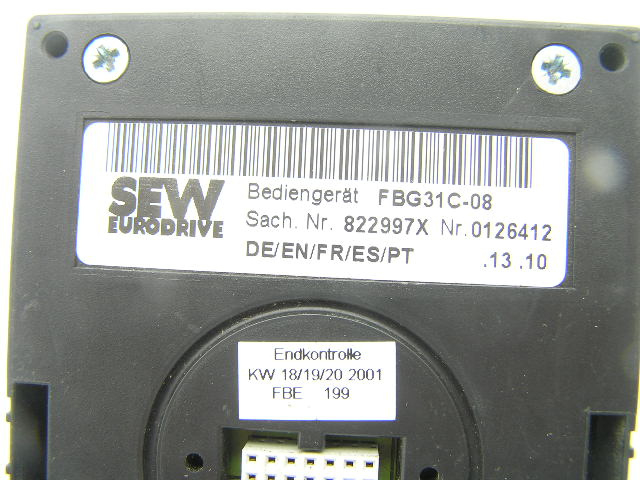 SEW
EURODRIVE
Bediengerät FBG31C-08
Sach. Nr. 822997X Nr.0126412
DE/EN/FR/ES/PT .13 .10
Endkontrolle
KW 18/19/20 2001
FBE 199